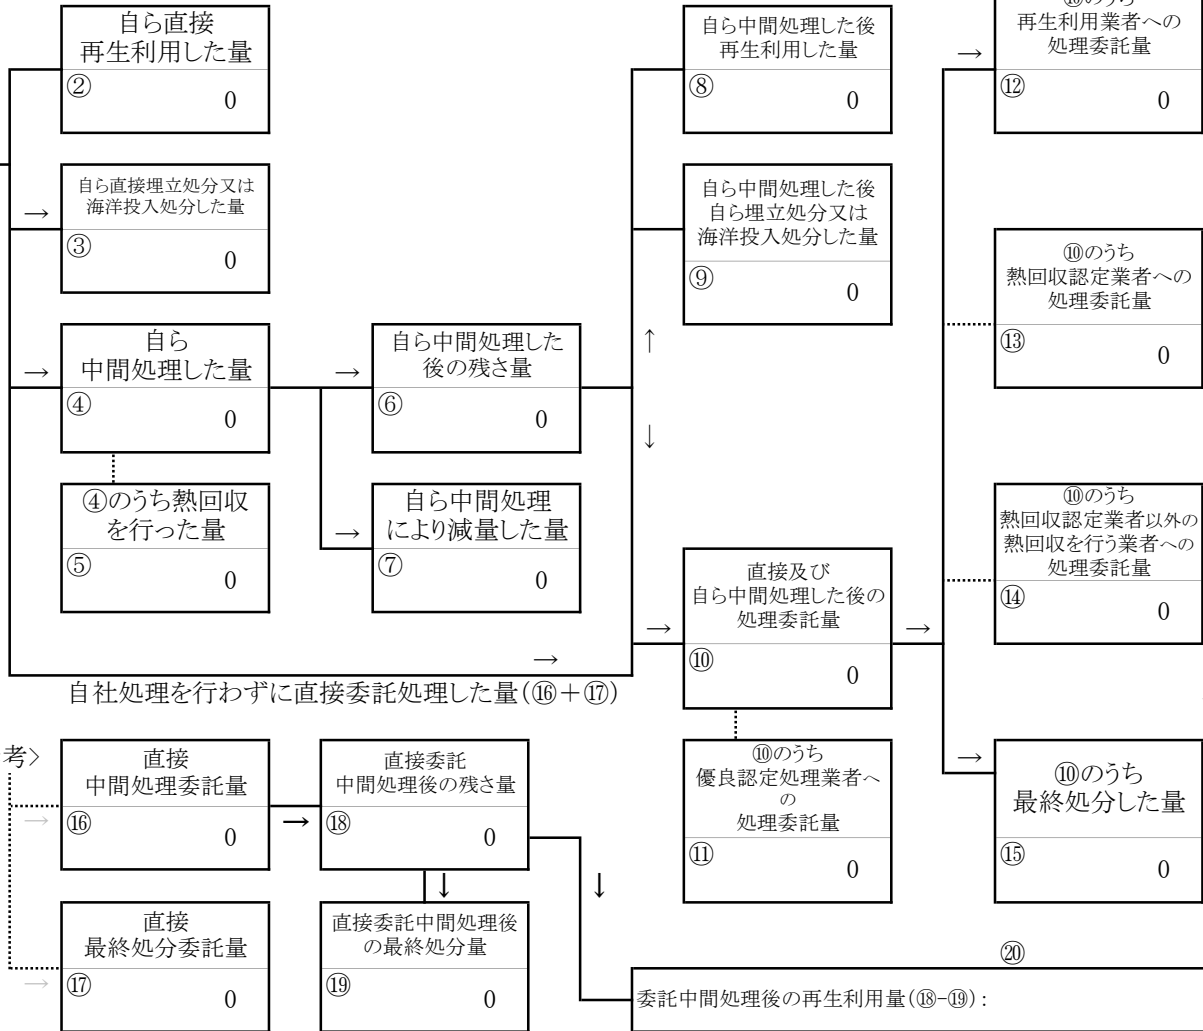 自ら直接
再生利用した量
②
0
自ら直接埋立処分又は
海洋投入処分した量
→
③
0
自ら
中間処理した量
→
④
0
④のうち熱回収
を行った量
⑤
0
自ら中間処理した
後の残さ量
→
⑥
0
自ら中間処理
により減量した量
→
⑦
0
自ら中間処理した後
再生利用した量
⑧
0
自ら中間処理した後
自ら埋立処分又は
海洋投入処分した量
⑨
0
↑
↓
直接及び
自ら中間処理した後の
処理委託量
→
⑩
0
→
⑩のうち
優良認定処理業者へ
の
処理委託量
⑪
0
⑩のうち
再生利用業者への
処理委託量
→
⑫
0
⑩のうち
熱回収認定業者への
処理委託量
⑬
0
⑩のうち
熱回収認定業者以外の
熱回収を行う業者への
処理委託量
⑭
0
⑩のうち
最終処分した量
→
⑮
0
→
自社処理を行わずに直接委託処理した量(⑯+⑰)
考>
直接
中間処理委託量
→
⑯
0
→
直接委託
中間処理後の残さ量
⑱
0
↓
↓
直接
最終処分委託量
→
⑰
0
直接委託中間処理後
の最終処分量
⑲
0
⑳
委託中間処理後の再生利用量(⑱-⑲):